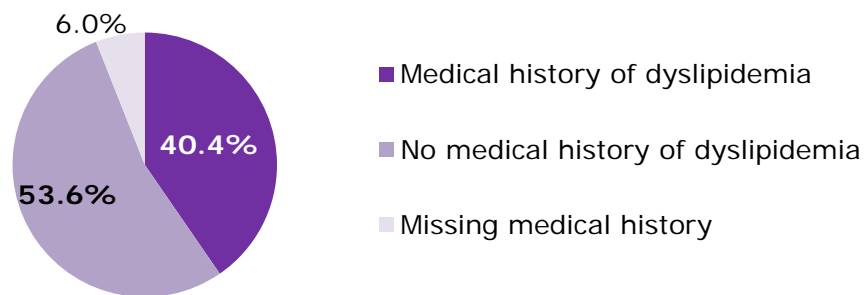 6.0%
40.4%
53.6%
Medical history of dyslipidemia
No medical history of dyslipidemia
Missing medical history